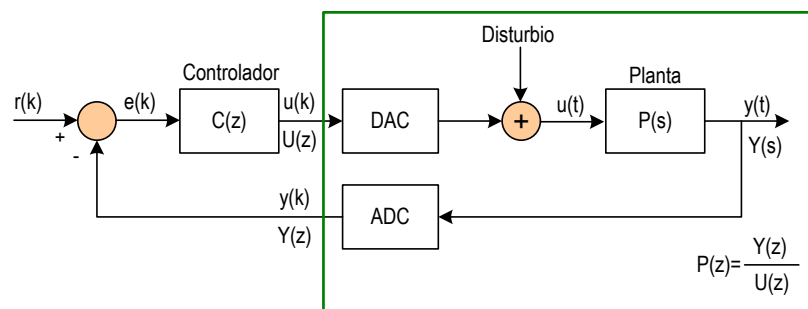 Disturbio
Controlador
Planta
r(k)
e(k)
u(k)
u(t)
y(t)
C(z)
DAC
+
P(s)
+
U(z)
Y(s)
-
y(k)
ADC
Y(z)
P(z)=
Y(z)
U(z)